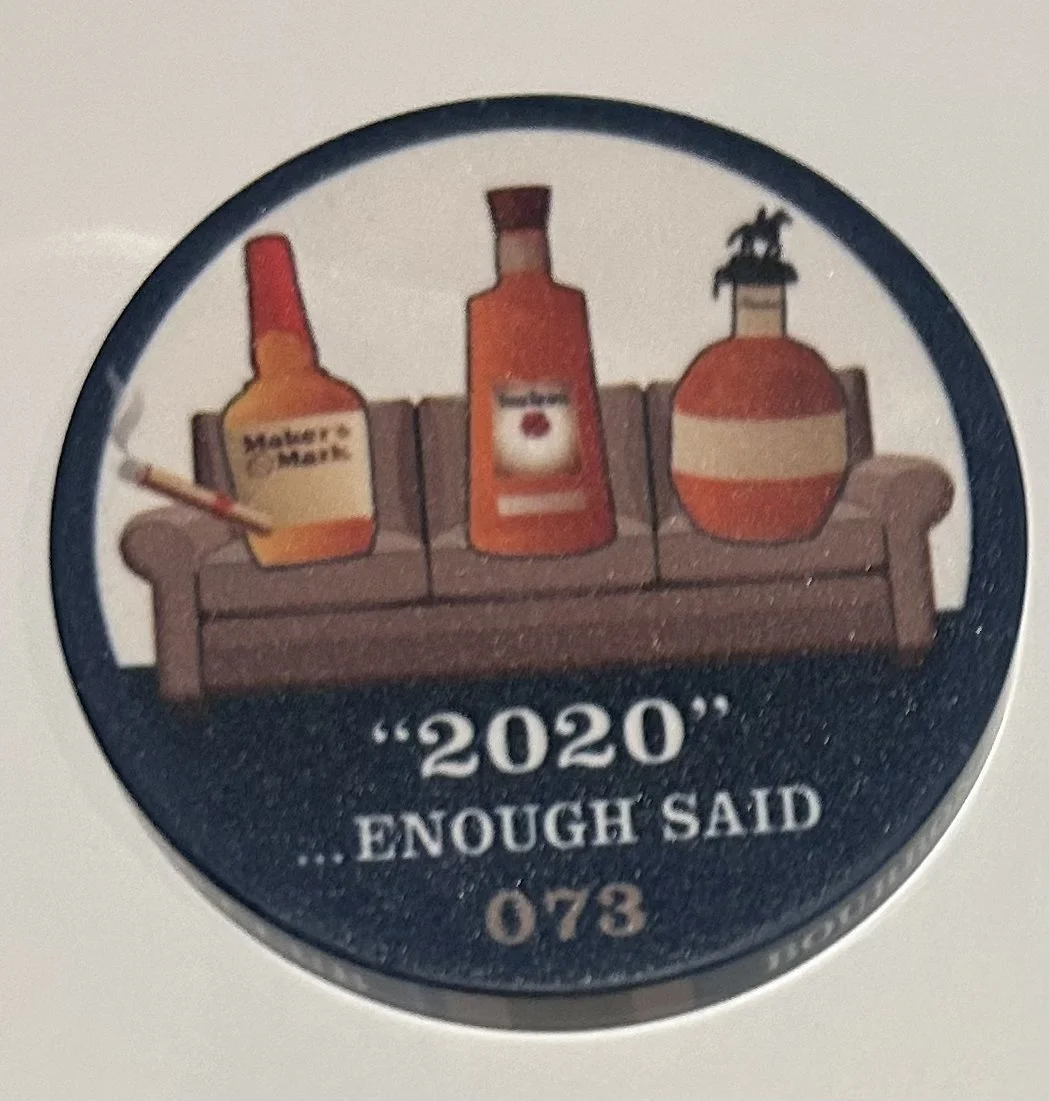 Maker's
Mark
"2020"
...ENOUGH SAID
073